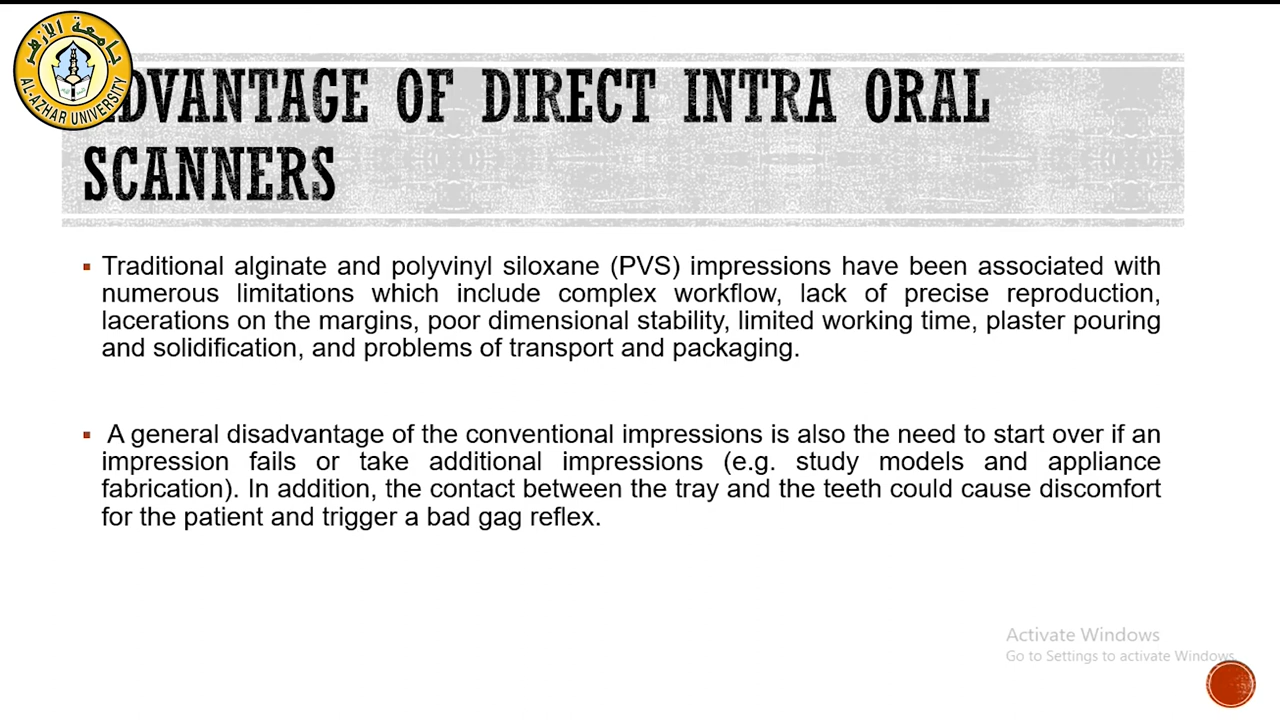 جامعة الأزهر
AL-AZHAR UNIVERSITY
DVANTAGE OF DIRECT INTRA ORAL
SCANNERS
▪ Traditional alginate and polyvinyl siloxane (PVS) impressions have been associated with
numerous limitations which include complex workflow, lack of precise reproduction,
lacerations on the margins, poor dimensional stability, limited working time, plaster pouring
and solidification, and problems of transport and packaging.
▪ A general disadvantage of the conventional impressions is also the need to start over if an
impression fails or take additional impressions (e.g. study models and appliance
fabrication). In addition, the contact between the tray and the teeth could cause discomfort
for the patient and trigger a bad gag reflex.
Activate Windows
Go to Settings to activate Windows.